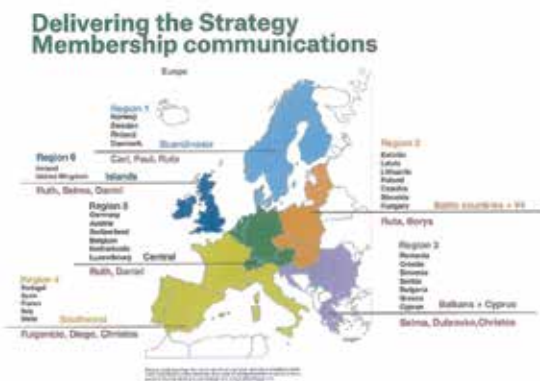 Delivering the Strategy
Membership communications
Europe
Region 1
Norway
Sweden
Finland
Denmark
Scandinavia
Carl, Paul, Ruta
Region 6
Ireland
United Kingdom
Islands
Ruth, Selma, Daniel
Region 2
Estonia
Latvia
Lithuania
Poland
Czechia
Slovakia
Hungary
Baltic countries + V4
Ruta, Borys
Region 5
Germany
Austria
Switzerland
Belgium
Netherlands
Luxembourg
Central
Ruth, Daniel
Region 3
Romania
Croatia
Slovenia
Serbia
Bulgaria
Greece
Cyprus
Balkans + Cyprus
Selma, Dubravko, Christos
Region 4
Portugal
Spain
France
Italy
Malta
Southwest
Fulgencio, Diego, Christos